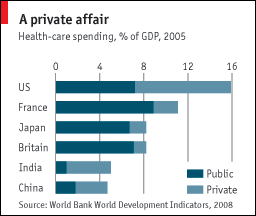 A private affair
Health-care spending, % of GDP, 2005
0 4 8 12 16
US
France
Japan
Britain
India
China
Public
Private
Source: World Bank World Development Indicators, 2008